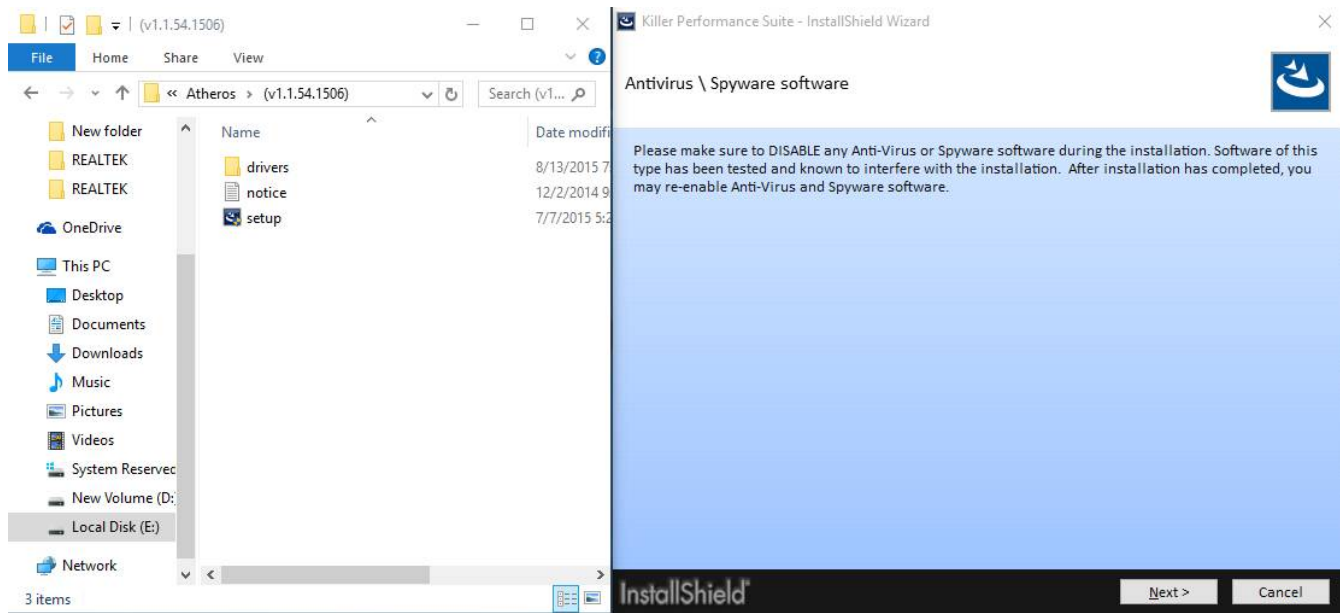 (v1.1.54.1506)
File Home Share View
« Atheros › (v1.1.54.1506)
Search (v1...
New folder
REALTEK
REALTEK
OneDrive
This PC
Desktop
Documents
Downloads
Music
Pictures
Videos
System Reserved
New Volume (D:)
Local Disk (E:)
Network
Name Date modifi
drivers 8/13/2015 7
notice 12/2/2014 9
setup 7/7/2015 5:2
3 items
Killer Performance Suite - InstallShield Wizard
Antivirus \ Spyware software
Please make sure to DISABLE any Anti-Virus or Spyware software during the installation. Software of this
type has been tested and known to interfere with the installation. After installation has completed, you
may re-enable Anti-Virus and Spyware software.
InstallShield
Next > Cancel